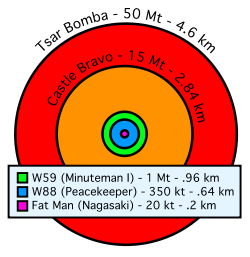 Tsar Bomba - 50 Mt - 4.6 km
Castle Bravo - 15 Mt - 2.84 km
W59 (Minuteman I) - 1 Mt - .96 km
W88 (Peacekeeper) - 350 kt - .64 km
Fat Man (Nagasaki) - 20 kt - .2 km